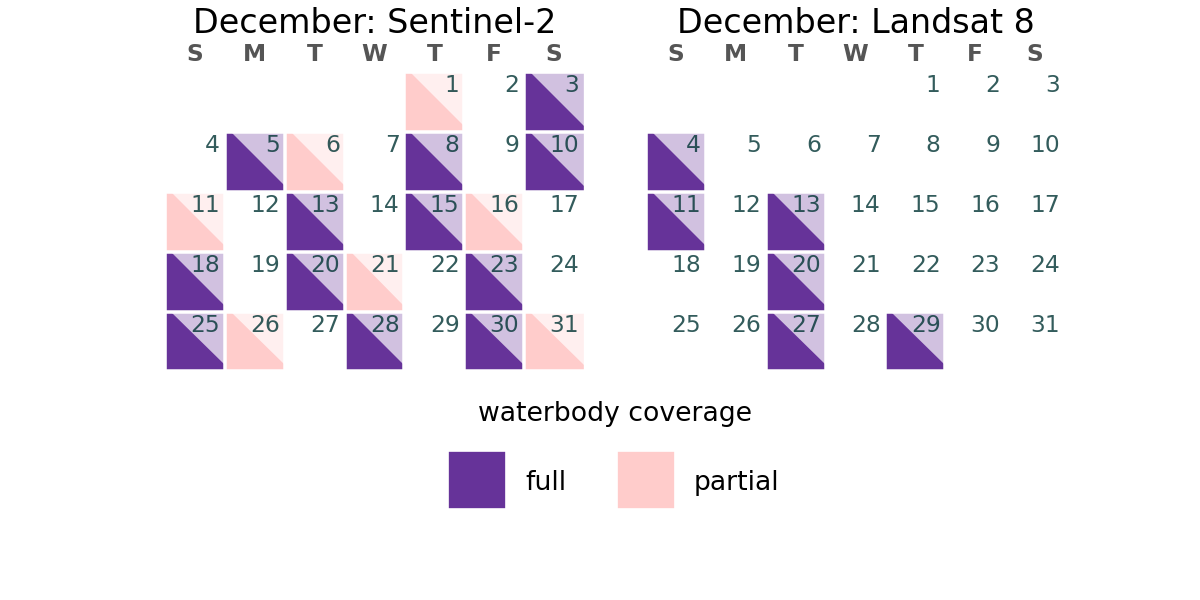 December: Sentinel-2
S M T W T F S
1 2 3
4 5 6 7 8 9 10
11 12 13 14 15 16 17
18 19 20 21 22 23 24
25 26 27 28 29 30 31
December: Landsat 8
S M T W T F S
1 2 3
4 5 6 7 8 9 10
11 12 13 14 15 16 17
18 19 20 21 22 23 24
25 26 27 28 29 30 31
waterbody coverage
full partial